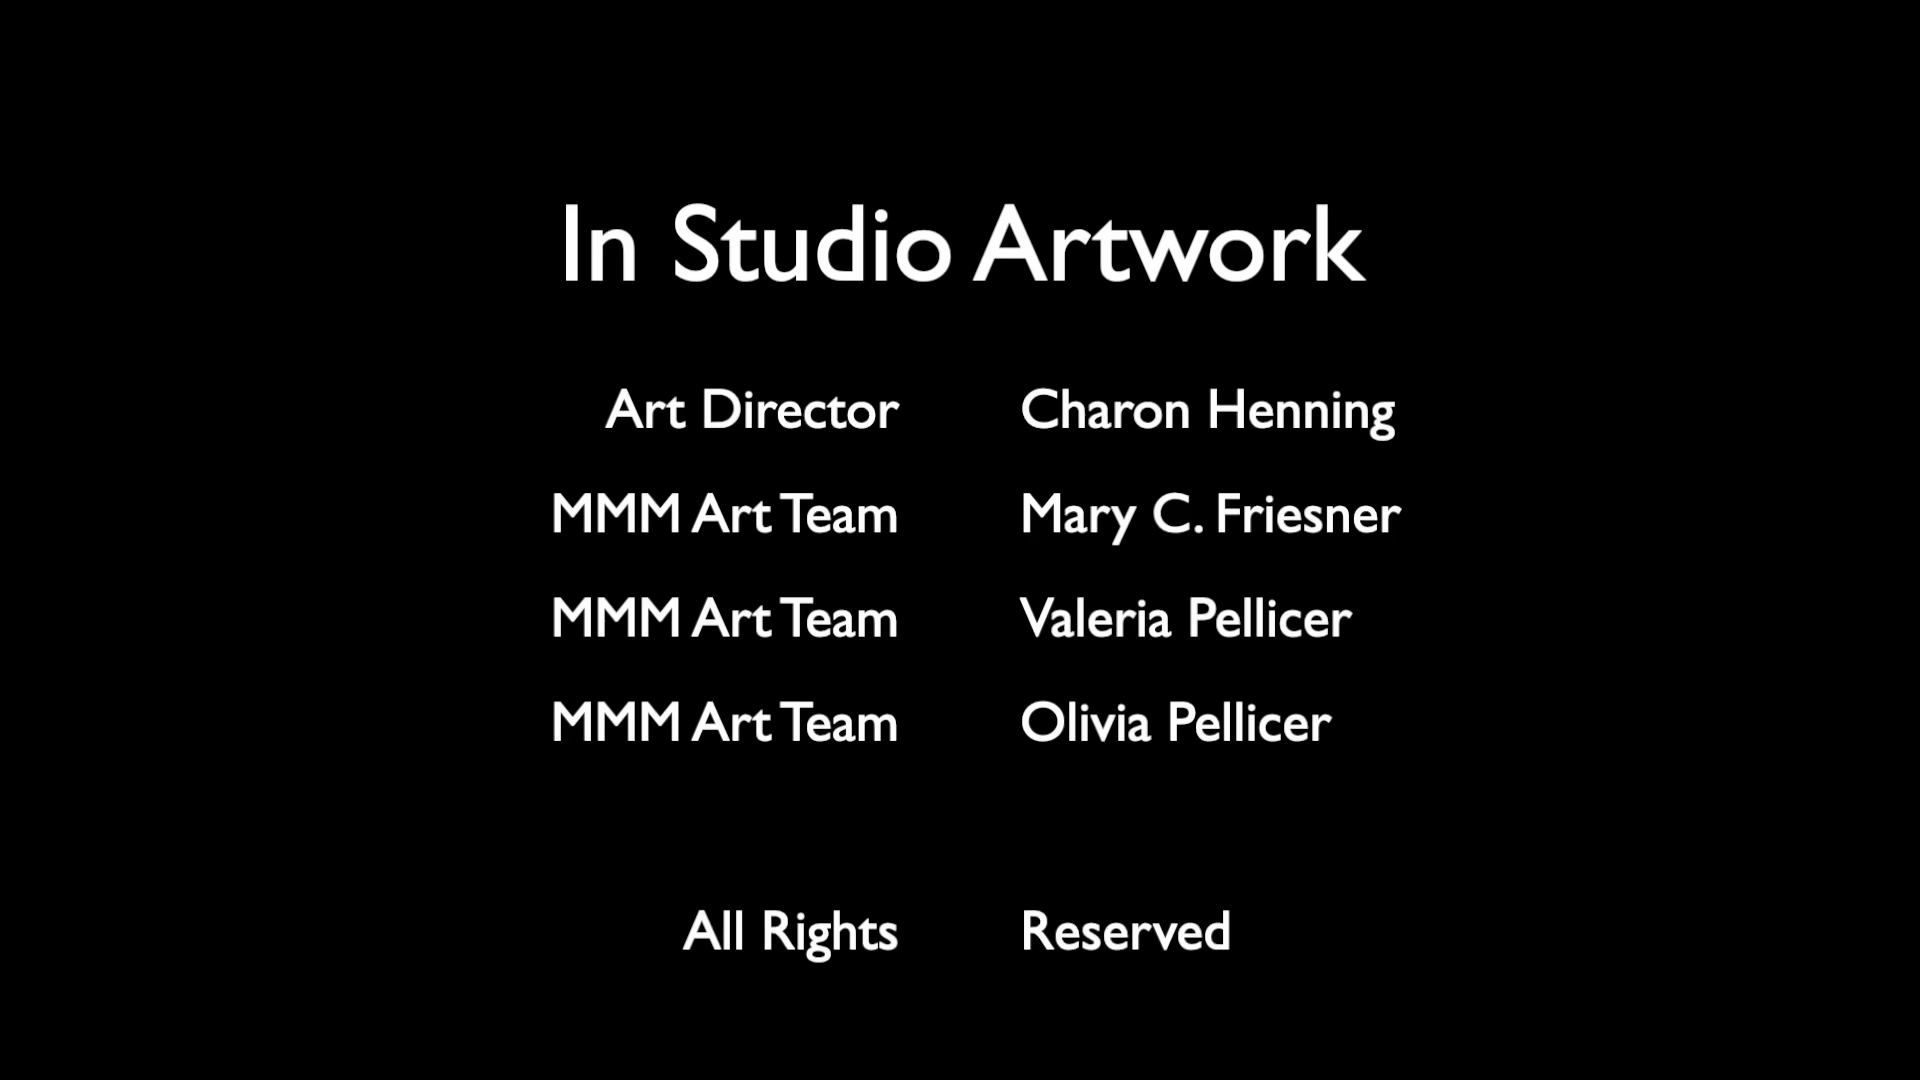 In Studio Artwork
Art Director Charon Henning
MMM Art Team Mary C. Friesner
MMM Art Team Valeria Pellicer
MMM Art Team Olivia Pellicer
All Rights Reserved